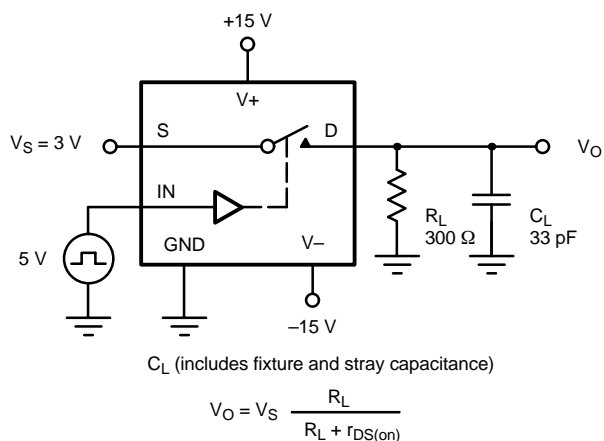 +15 V
V+
V_S = 3 V
S
D
V_O
IN
R_L
300 Ω
C_L
33 pF
5 V
GND
V–
–15 V
C_L (includes fixture and stray capacitance)
V_O = V_S R_L
R_L + r_DS(on)